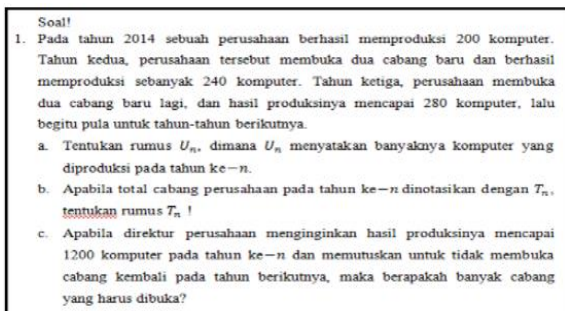 Soal!
1. Pada tahun 2014 sebuah perusahaan berhasil memproduksi 200 komputer.
Tahun kedua, perusahaan tersebut membuka dua cabang baru dan berhasil
memproduksi sebanyak 240 komputer. Tahun ketiga, perusahaan membuka
dua cabang baru lagi, dan hasil produksinya mencapai 280 komputer, lalu
begitu pula untuk tahun-tahun berikutnya.
a. Tentukan rumus Uₙ, dimana Uₙ menyatakan banyaknya komputer yang
diproduksi pada tahun ke−n.
b. Apabila total cabang perusahaan pada tahun ke−n dinotasikan dengan Tₙ,
tentukan rumus Tₙ !
c. Apabila direktur perusahaan menginginkan hasil produksinya mencapai
1200 komputer pada tahun ke−n dan memutuskan untuk tidak membuka
cabang kembali pada tahun berikutnya, maka berapakah banyak cabang
yang harus dibuka?